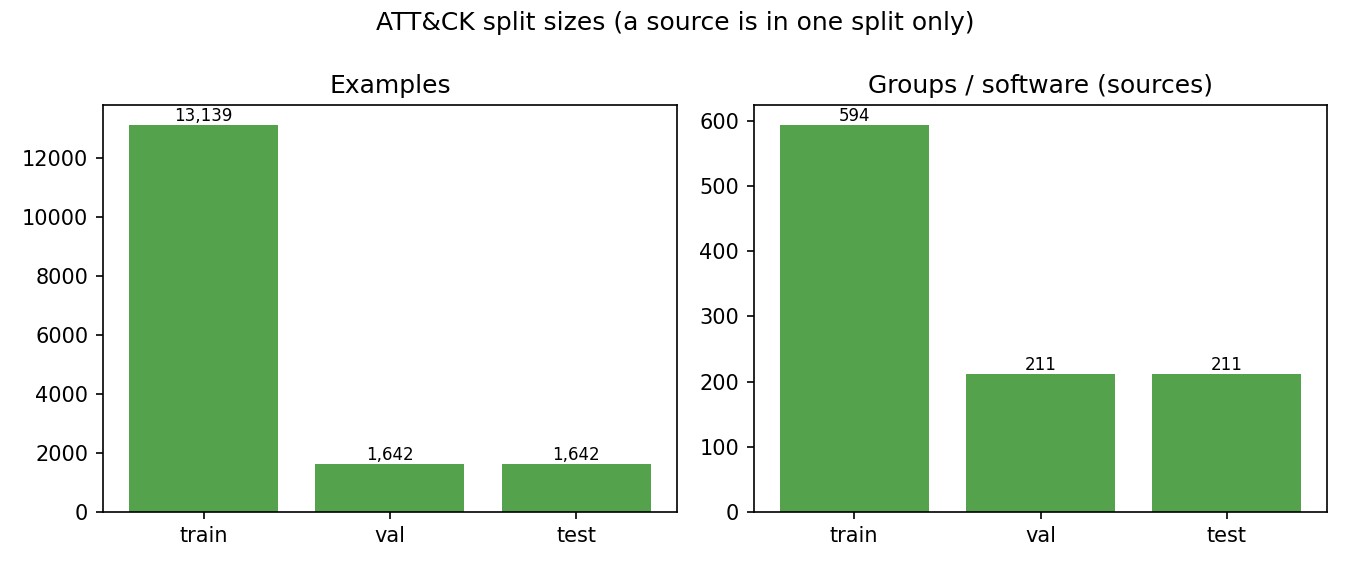 ATT&CK split sizes (a source is in one split only)
Examples
13,139
12000
10000
8000
6000
4000
2000
0
1,642
1,642
train
val
test
Groups / software (sources)
594
600
500
400
300
200
100
0
211
211
train
val
test